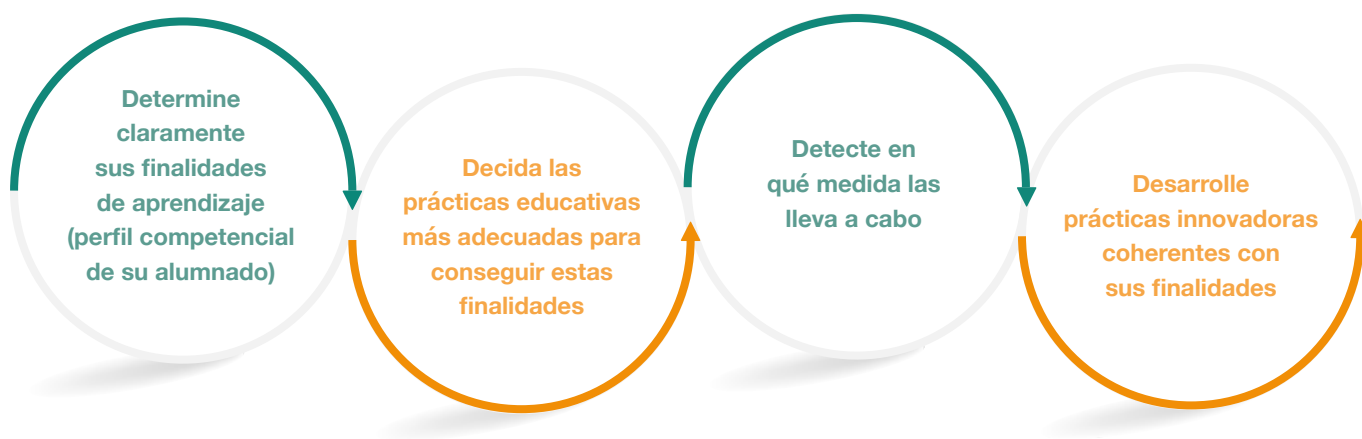 Determine
claramente
sus finalidades
de aprendizaje
(perfil competencial
de su alumnado)
Decida las
prácticas educativas
más adecuadas para
conseguir estas
finalidades
Detecte en
qué medida las
lleva a cabo
Desarrolle
prácticas innovadoras
coherentes con
sus finalidades